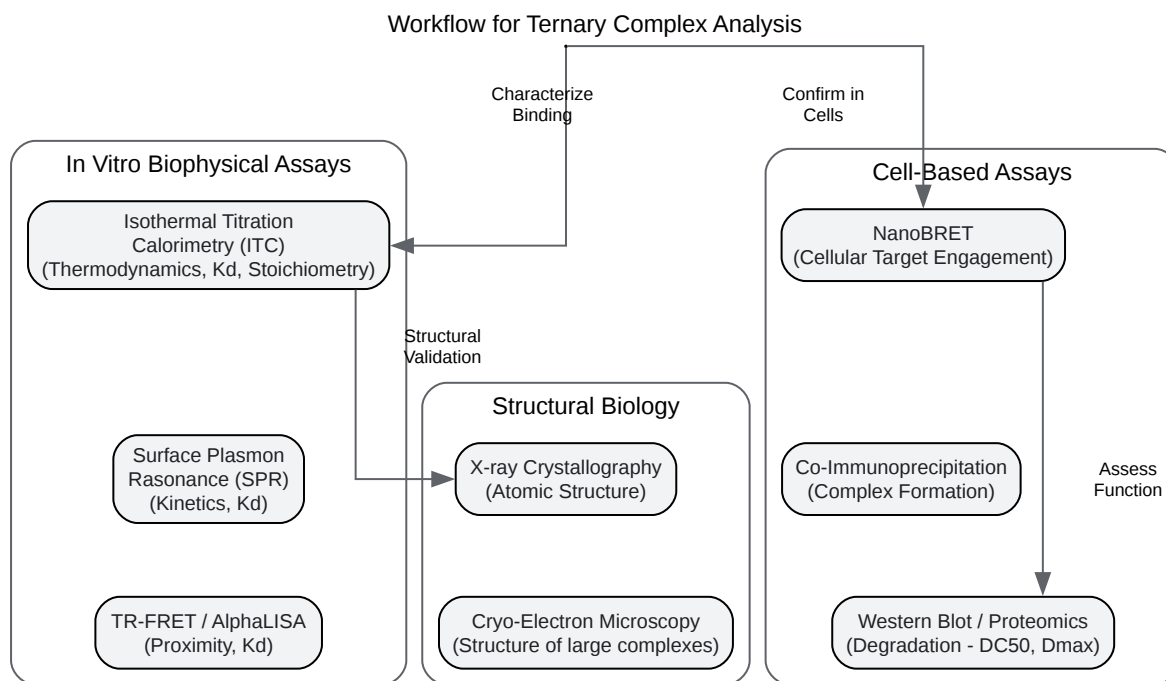 Workflow for Ternary Complex Analysis
Characterize
Binding
Confirm in
Cells
In Vitro Biophysical Assays
Isothermal Titration
Calorimetry (ITC)
(Thermodynamics, Kd, Stoichiometry)
Structural
Validation
Surface Plasmon
Rasonance (SPR)
(Kinetics, Kd)
TR-FRET / AlphaLISA
(Proximity, Kd)
Structural Biology
X-ray Crystallography
(Atomic Structure)
Cryo-Electron Microscopy
(Structure of large complexes)
Cell-Based Assays
NanoBRET
(Cellular Target Engagement)
Co-Immunoprecipitation
(Complex Formation)
Assess
Function
Western Blot / Proteomics
(Degradation - DC50, Dmax)